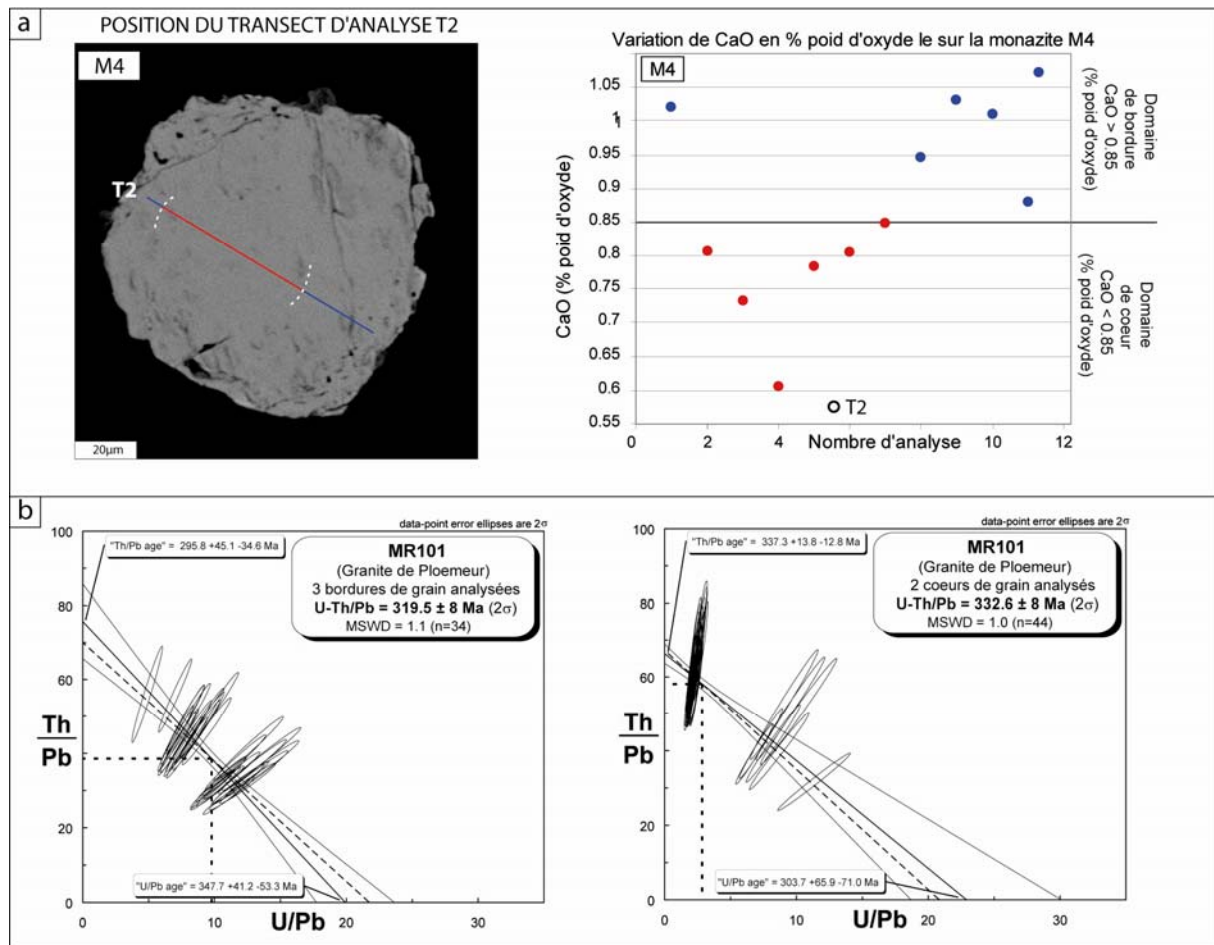 a
POSITION DU TRANSECT D'ANALYSE T2
M4
T2
20µm
Variation de CaO en % poid d'oxyde le sur la monazite M4
M4
CaO (% poid d'oxyde)
1.05
1
0.95
0.9
0.85
0.8
0.75
0.7
0.65
0.6
0.55
0
2
4
6
8
10
12
Nombre d'analyse
T2
Domaine
de bordure
CaO > 0.85
(% poid d'oxyde)
Domaine
de coeur
CaO < 0.85
(% poid d'oxyde)
b
data-point error ellipses are 2σ
"Th/Pb age" = 295.8 +45.1 -34.6 Ma
MR101
(Granite de Ploemeur)
3 bordures de grain analysées
U-Th/Pb = 319.5 ± 8 Ma (2σ)
MSWD = 1.1 (n=34)
100
80
60
40
20
0
Th
Pb
"U/Pb age" = 347.7 +41.2 -53.3 Ma
0
10
20
30
U/Pb
data-point error ellipses are 2σ
"Th/Pb age" = 337.3 +13.8 -12.8 Ma
MR101
(Granite de Ploemeur)
2 coeurs de grain analysés
U-Th/Pb = 332.6 ± 8 Ma (2σ)
MSWD = 1.0 (n=44)
100
80
60
40
20
0
Th
Pb
"U/Pb age" = 303.7 +65.9 -71.0 Ma
0
10
20
30
U/Pb